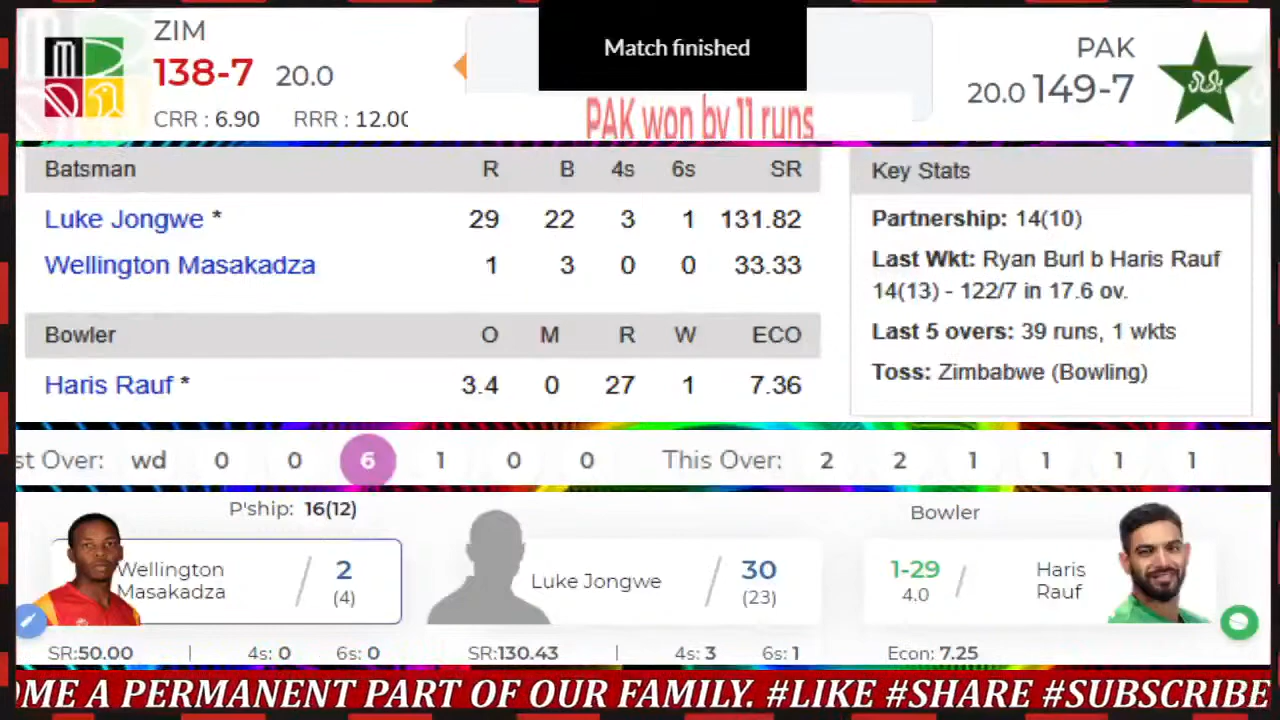 ZIM
138-7 20.0
CRR : 6.90 RRR : 12.00
Match finished
PAK won by 11 runs
PAK
20.0 149-7
Batsman R B 4s 6s SR
Luke Jongwe * 29 22 3 1 131.82
Wellington Masakadza 1 3 0 0 33.33
Bowler O M R W ECO
Haris Rauf * 3.4 0 27 1 7.36
Key Stats
Partnership: 14(10)
Last Wkt: Ryan Burl b Haris Rauf
14(13) - 122/7 in 17.6 ov.
Last 5 overs: 39 runs, 1 wkts
Toss: Zimbabwe (Bowling)
st Over: wd 0 0 6 1 0 0 This Over: 2 2 1 1 1 1
P'ship: 16(12)
Wellington
Masakadza
2
(4)
SR:50.00 | 4s: 0 6s: 0
Luke Jongwe
30
(23)
SR:130.43 | 4s: 3 6s: 1
Bowler
1-29
4.0
Haris
Rauf
Econ: 7.25
OME A PERMANENT PART OF OUR FAMILY. #LIKE #SHARE #SUBSCRIBE